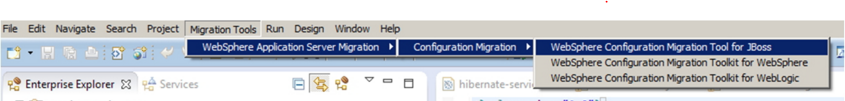 File Edit Navigate Search Project Migration Tools Run Design Window Help
WebSphere Application Server Migration Configuration Migration WebSphere Configuration Migration Tool for JBoss
WebSphere Configuration Migration Toolkit for WebSphere
WebSphere Configuration Migration Toolkit for WebLogic
Enterprise Explorer Services hibernate-servi